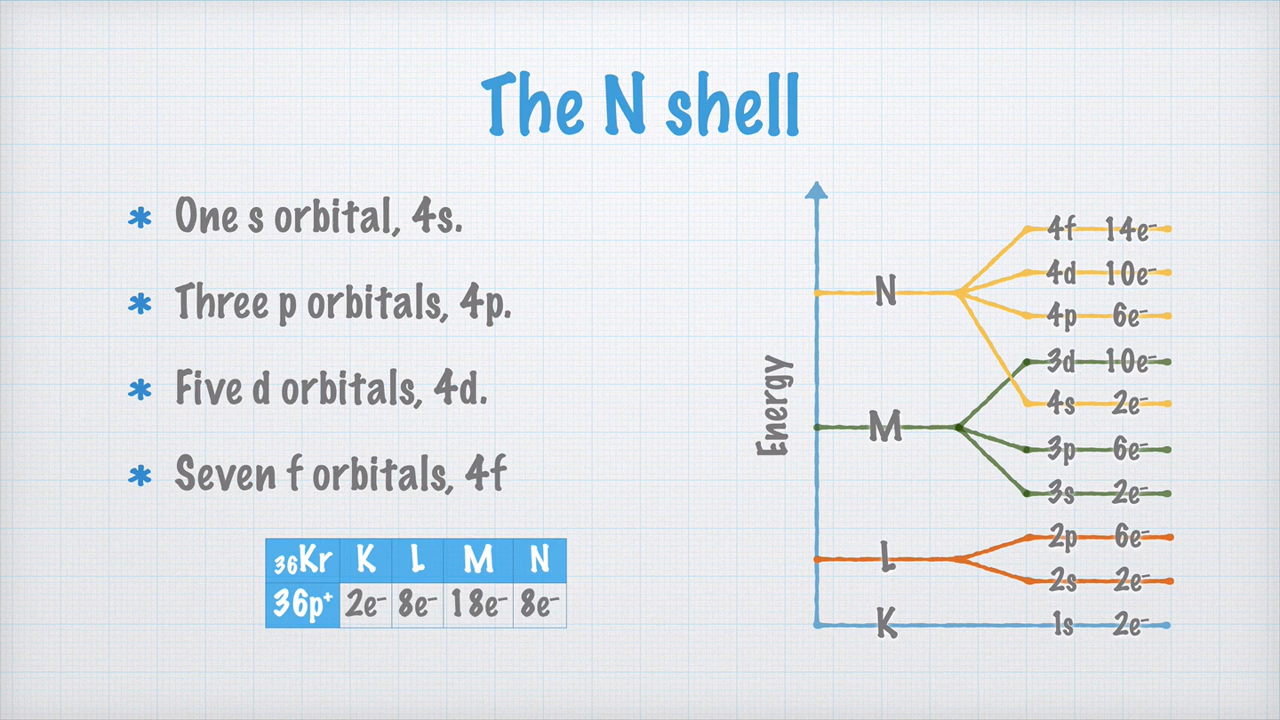 The N shell
* One s orbital, 4s.
* Three p orbitals, 4p.
* Five d orbitals, 4d.
* Seven f orbitals, 4f
₃₆Kr K L M N
36p⁺ 2e⁻ 8e⁻ 18e⁻ 8e⁻
Energy
N
M
L
K
4f 14e⁻
4d 10e⁻
4p 6e⁻
3d 10e⁻
4s 2e⁻
3p 6e⁻
3s 2e⁻
2p 6e⁻
2s 2e⁻
1s 2e⁻